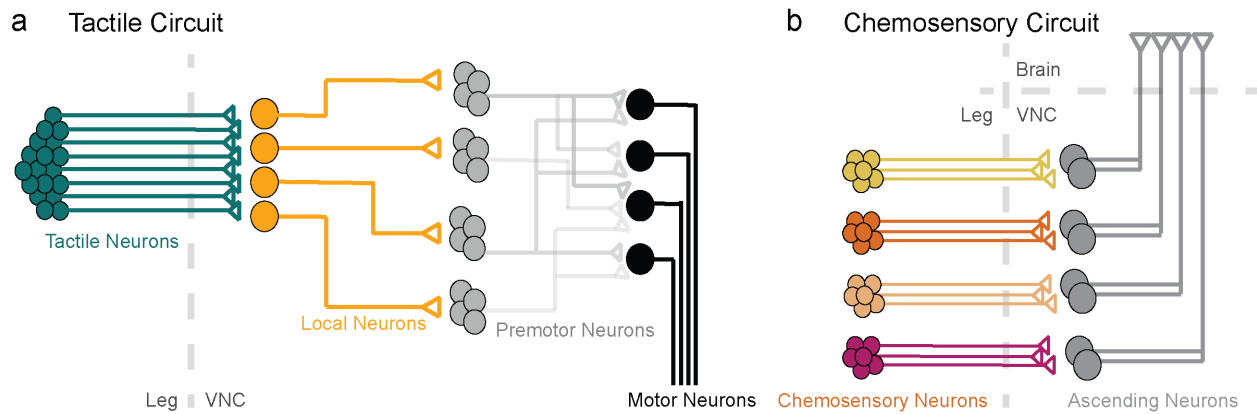 a Tactile Circuit
Tactile Neurons
Local Neurons
Premotor Neurons
Leg VNC
Motor Neurons
b Chemosensory Circuit
Brain
Leg VNC
Chemosensory Neurons
Ascending Neurons